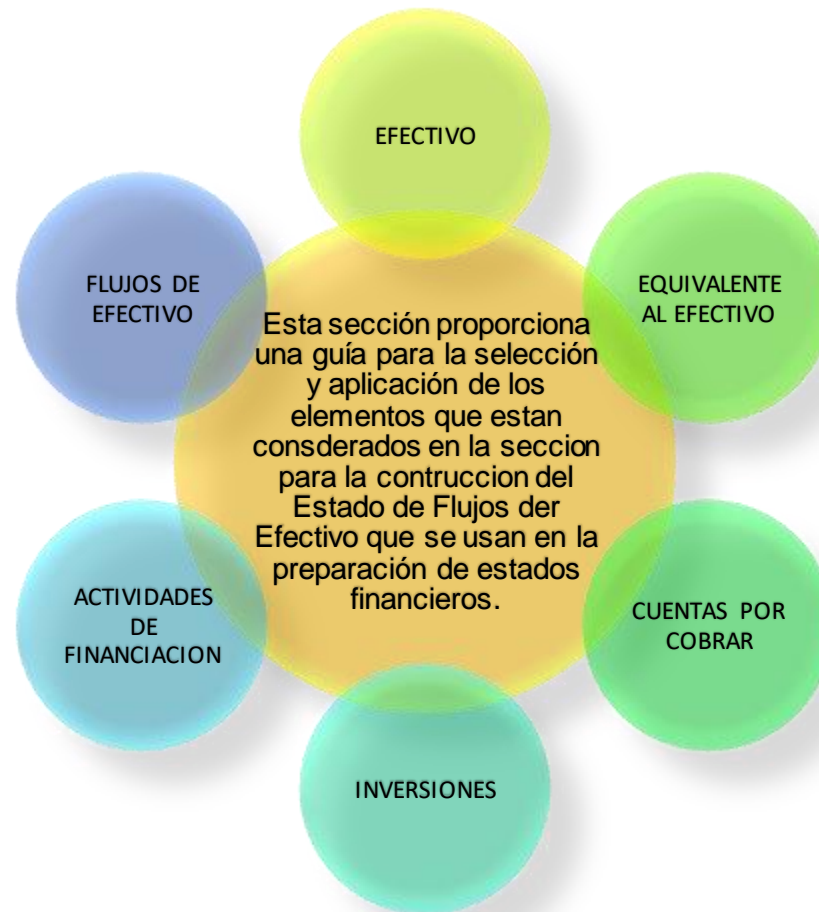 EFECTIVO
EQUIVALENTE
AL EFECTIVO
CUENTAS POR
COBRAR
INVERSIONES
ACTIVIDADES
DE
FINANCIACION
FLUJOS DE
EFECTIVO
Esta sección proporciona
una guía para la selección
y aplicación de los
elementos que estan
consderados en la seccion
para la contruccion del
Estado de Flujos der
Efectivo que se usan en la
preparación de estados
financieros.